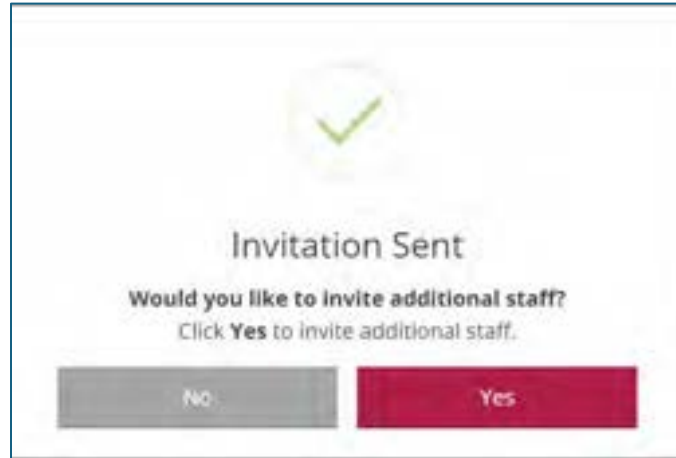 Invitation Sent
Would you like to invite additional staff?
Click Yes to invite additional staff.
No
Yes